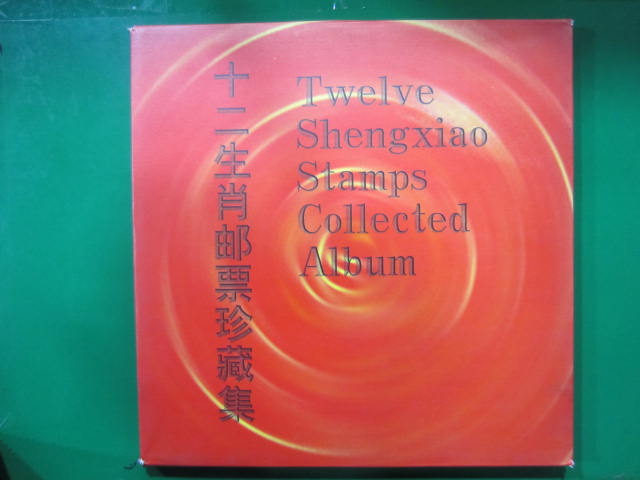 十二生肖邮票珍藏集
Twelve
Shengxiao
Stamps
Collected
Album